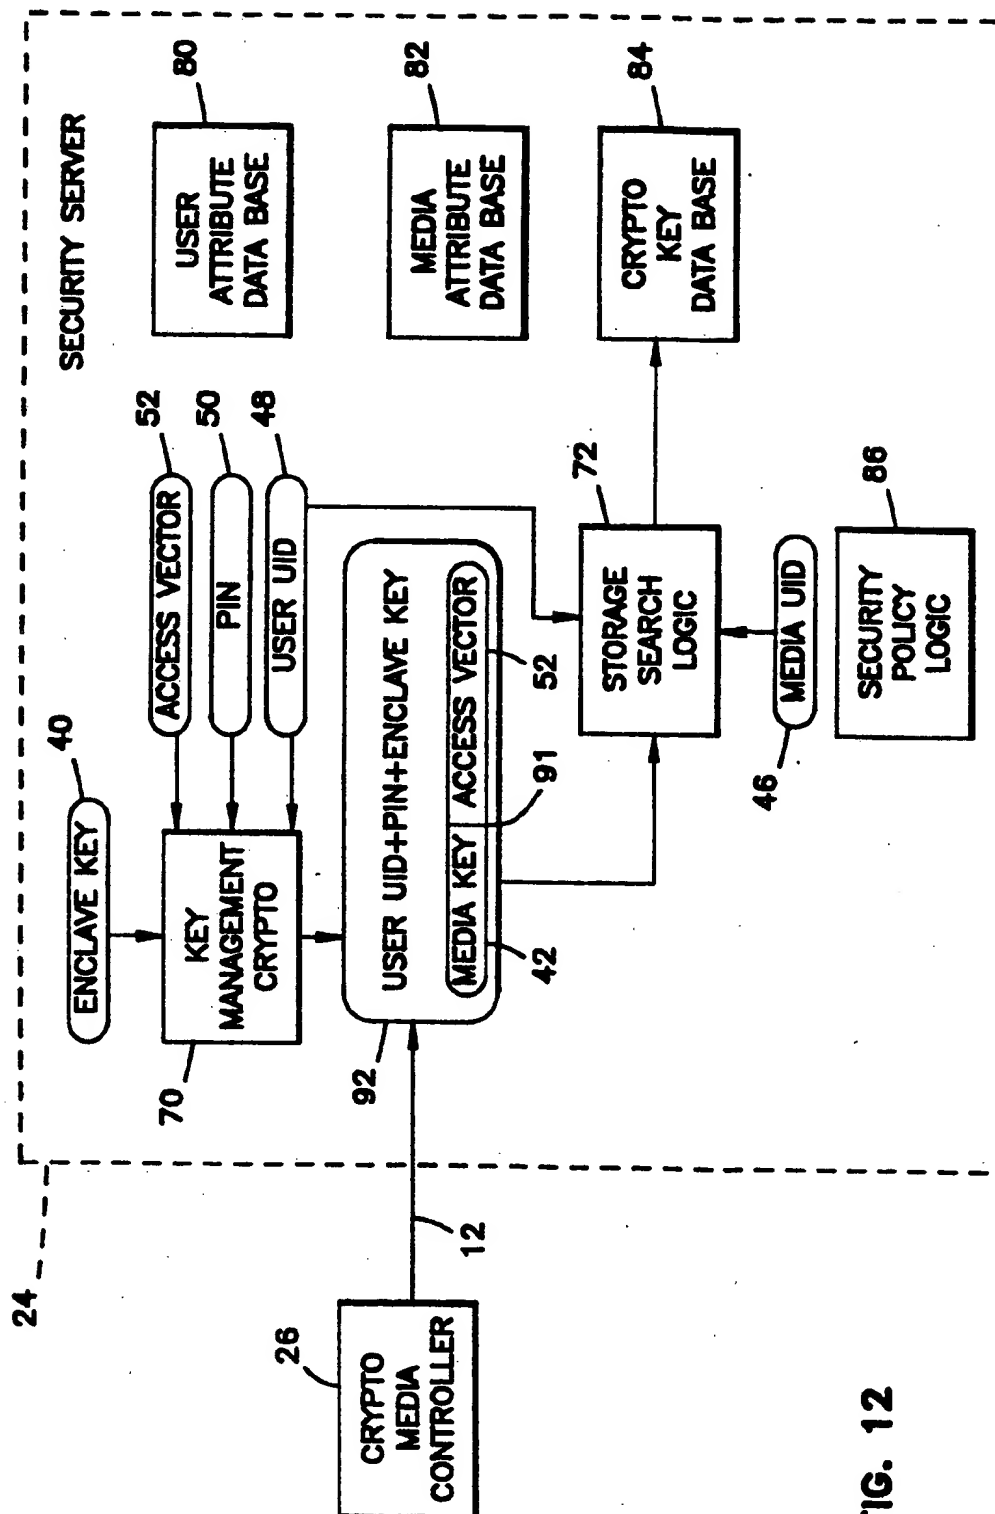 SECURITY SERVER
24
40
ENCLAVE KEY
52
ACCESS VECTOR
50
PIN
48
USER UID
80
USER
ATTRIBUTE
DATA BASE
70
KEY
MANAGEMENT
CRYPTO
82
MEDIA
ATTRIBUTE
DATA BASE
26
CRYPTO
MEDIA
CONTROLLER
12
92
USER UID+PIN+ENCLAVE KEY
MEDIA KEY ACCESS VECTOR
42
91
52
72
STORAGE
SEARCH
LOGIC
84
CRYPTO
KEY
DATA BASE
46
MEDIA UID
86
SECURITY
POLICY
LOGIC
FIG. 12